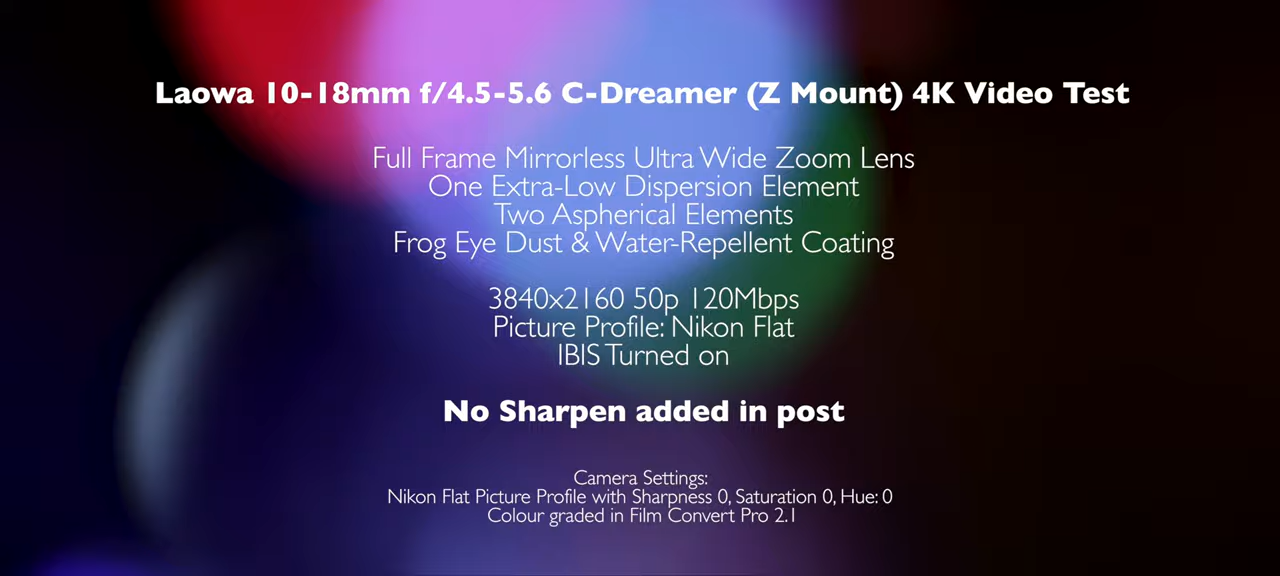 Laowa 10-18mm f/4.5-5.6 C-Dreamer (Z Mount) 4K Video Test
Full Frame Mirrorless Ultra Wide Zoom Lens
One Extra-Low Dispersion Element
Two Aspherical Elements
Frog Eye Dust & Water-Repellent Coating
3840x2160 50p 120Mbps
Picture Profile: Nikon Flat
IBIS Turned on
No Sharpen added in post
Camera Settings:
Nikon Flat Picture Profile with Sharpness 0, Saturation 0, Hue: 0
Colour graded in Film Convert Pro 2.1